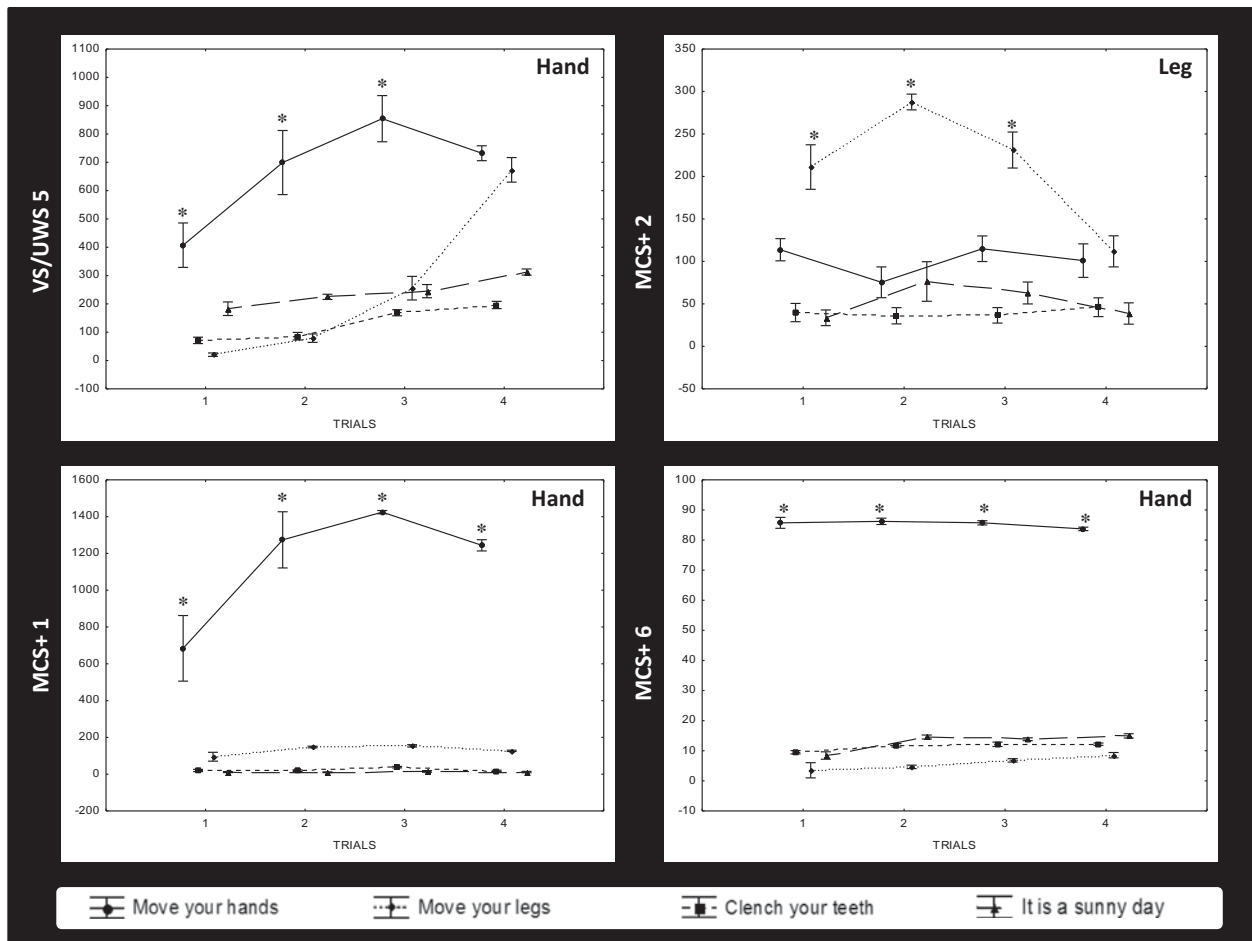 VS/UWS 5
Hand
1100
1000
900
800
700
600
500
400
300
200
100
0
-100
* * *
1 2 3 4
TRIALS
MCS+ 2
Leg
350
300
250
200
150
100
50
0
-50
* * *
1 2 3 4
TRIALS
MCS+ 1
Hand
1600
1400
1200
1000
800
600
400
200
0
-200
* * * *
1 2 3 4
TRIALS
MCS+ 6
Hand
100
90
80
70
60
50
40
30
20
10
0
-10
* * * *
1 2 3 4
TRIALS
Move your hands Move your legs Clench your teeth It is a sunny day